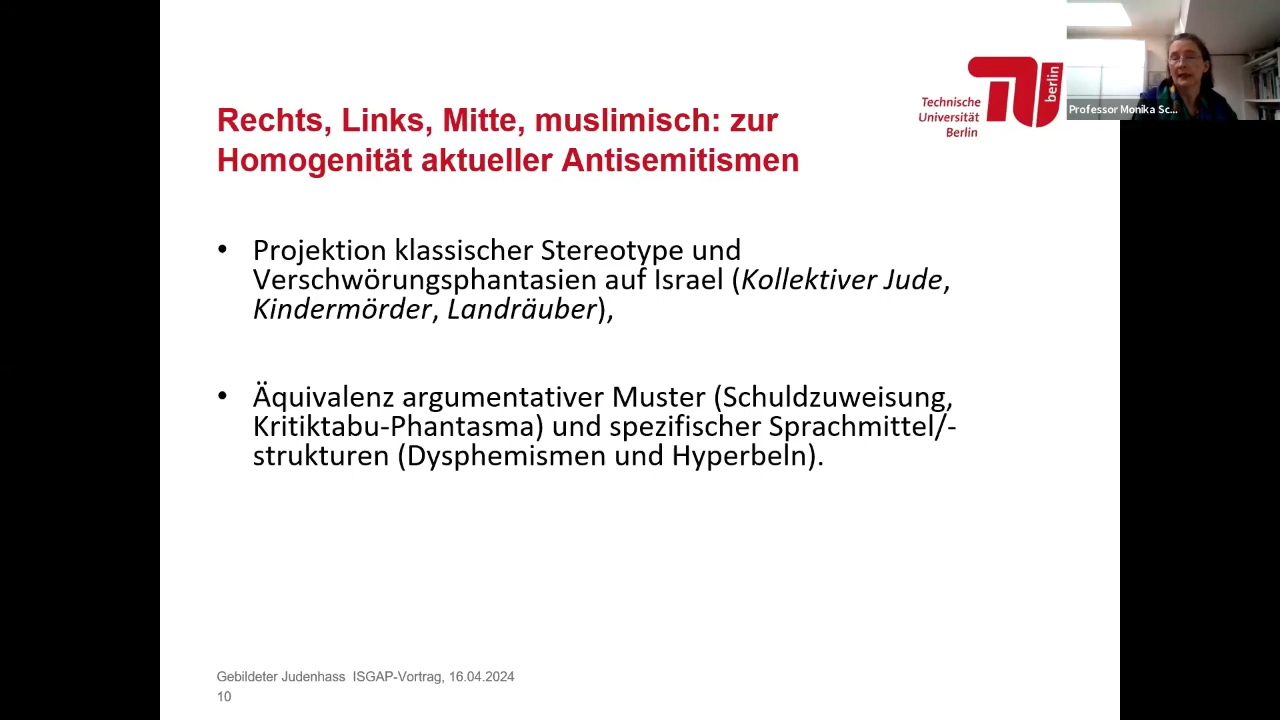 Rechts, Links, Mitte, muslimisch: zur
Homogenität aktueller Antisemitismen
Technische
Universität
Berlin
berlin
Professor Monika Sc...
• Projektion klassischer Stereotype und
Verschwörungsphantasien auf Israel (Kollektiver Jude,
Kindermörder, Landräuber),
• Äquivalenz argumentativer Muster (Schuldzuweisung,
Kritiktabu-Phantasma) und spezifischer Sprachmittel/-
strukturen (Dysphemismen und Hyperbeln).
Gebildeter Judenhass ISGAP-Vortrag, 16.04.2024
10